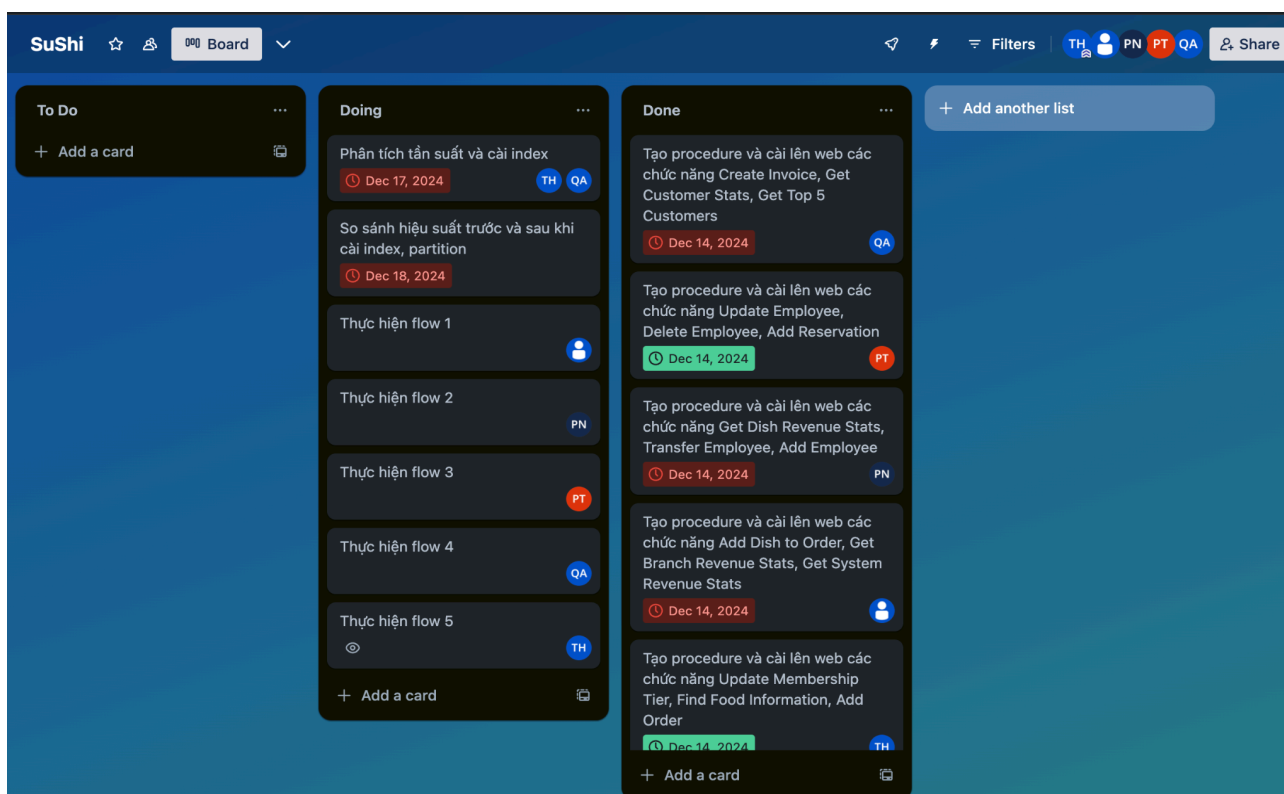 SuShi
Board
Filters
TH
PN
PT
QA
Share
To Do
Add a card
Doing
Phân tích tần suất và cài index
Dec 17, 2024
TH
QA
So sánh hiệu suất trước và sau khi
cài index, partition
Dec 18, 2024
Thực hiện flow 1
Thực hiện flow 2
PN
Thực hiện flow 3
PT
Thực hiện flow 4
QA
Thực hiện flow 5
TH
Add a card
Done
Tạo procedure và cài lên web các
chức năng Create Invoice, Get
Customer Stats, Get Top 5
Customers
Dec 14, 2024
QA
Tạo procedure và cài lên web các
chức năng Update Employee,
Delete Employee, Add Reservation
Dec 14, 2024
PT
Tạo procedure và cài lên web các
chức năng Get Dish Revenue Stats,
Transfer Employee, Add Employee
Dec 14, 2024
PN
Tạo procedure và cài lên web các
chức năng Add Dish to Order, Get
Branch Revenue Stats, Get System
Revenue Stats
Dec 14, 2024
Tạo procedure và cài lên web các
chức năng Update Membership
Tier, Find Food Information, Add
Order
Dec 14, 2024
TH
Add a card
Add another list